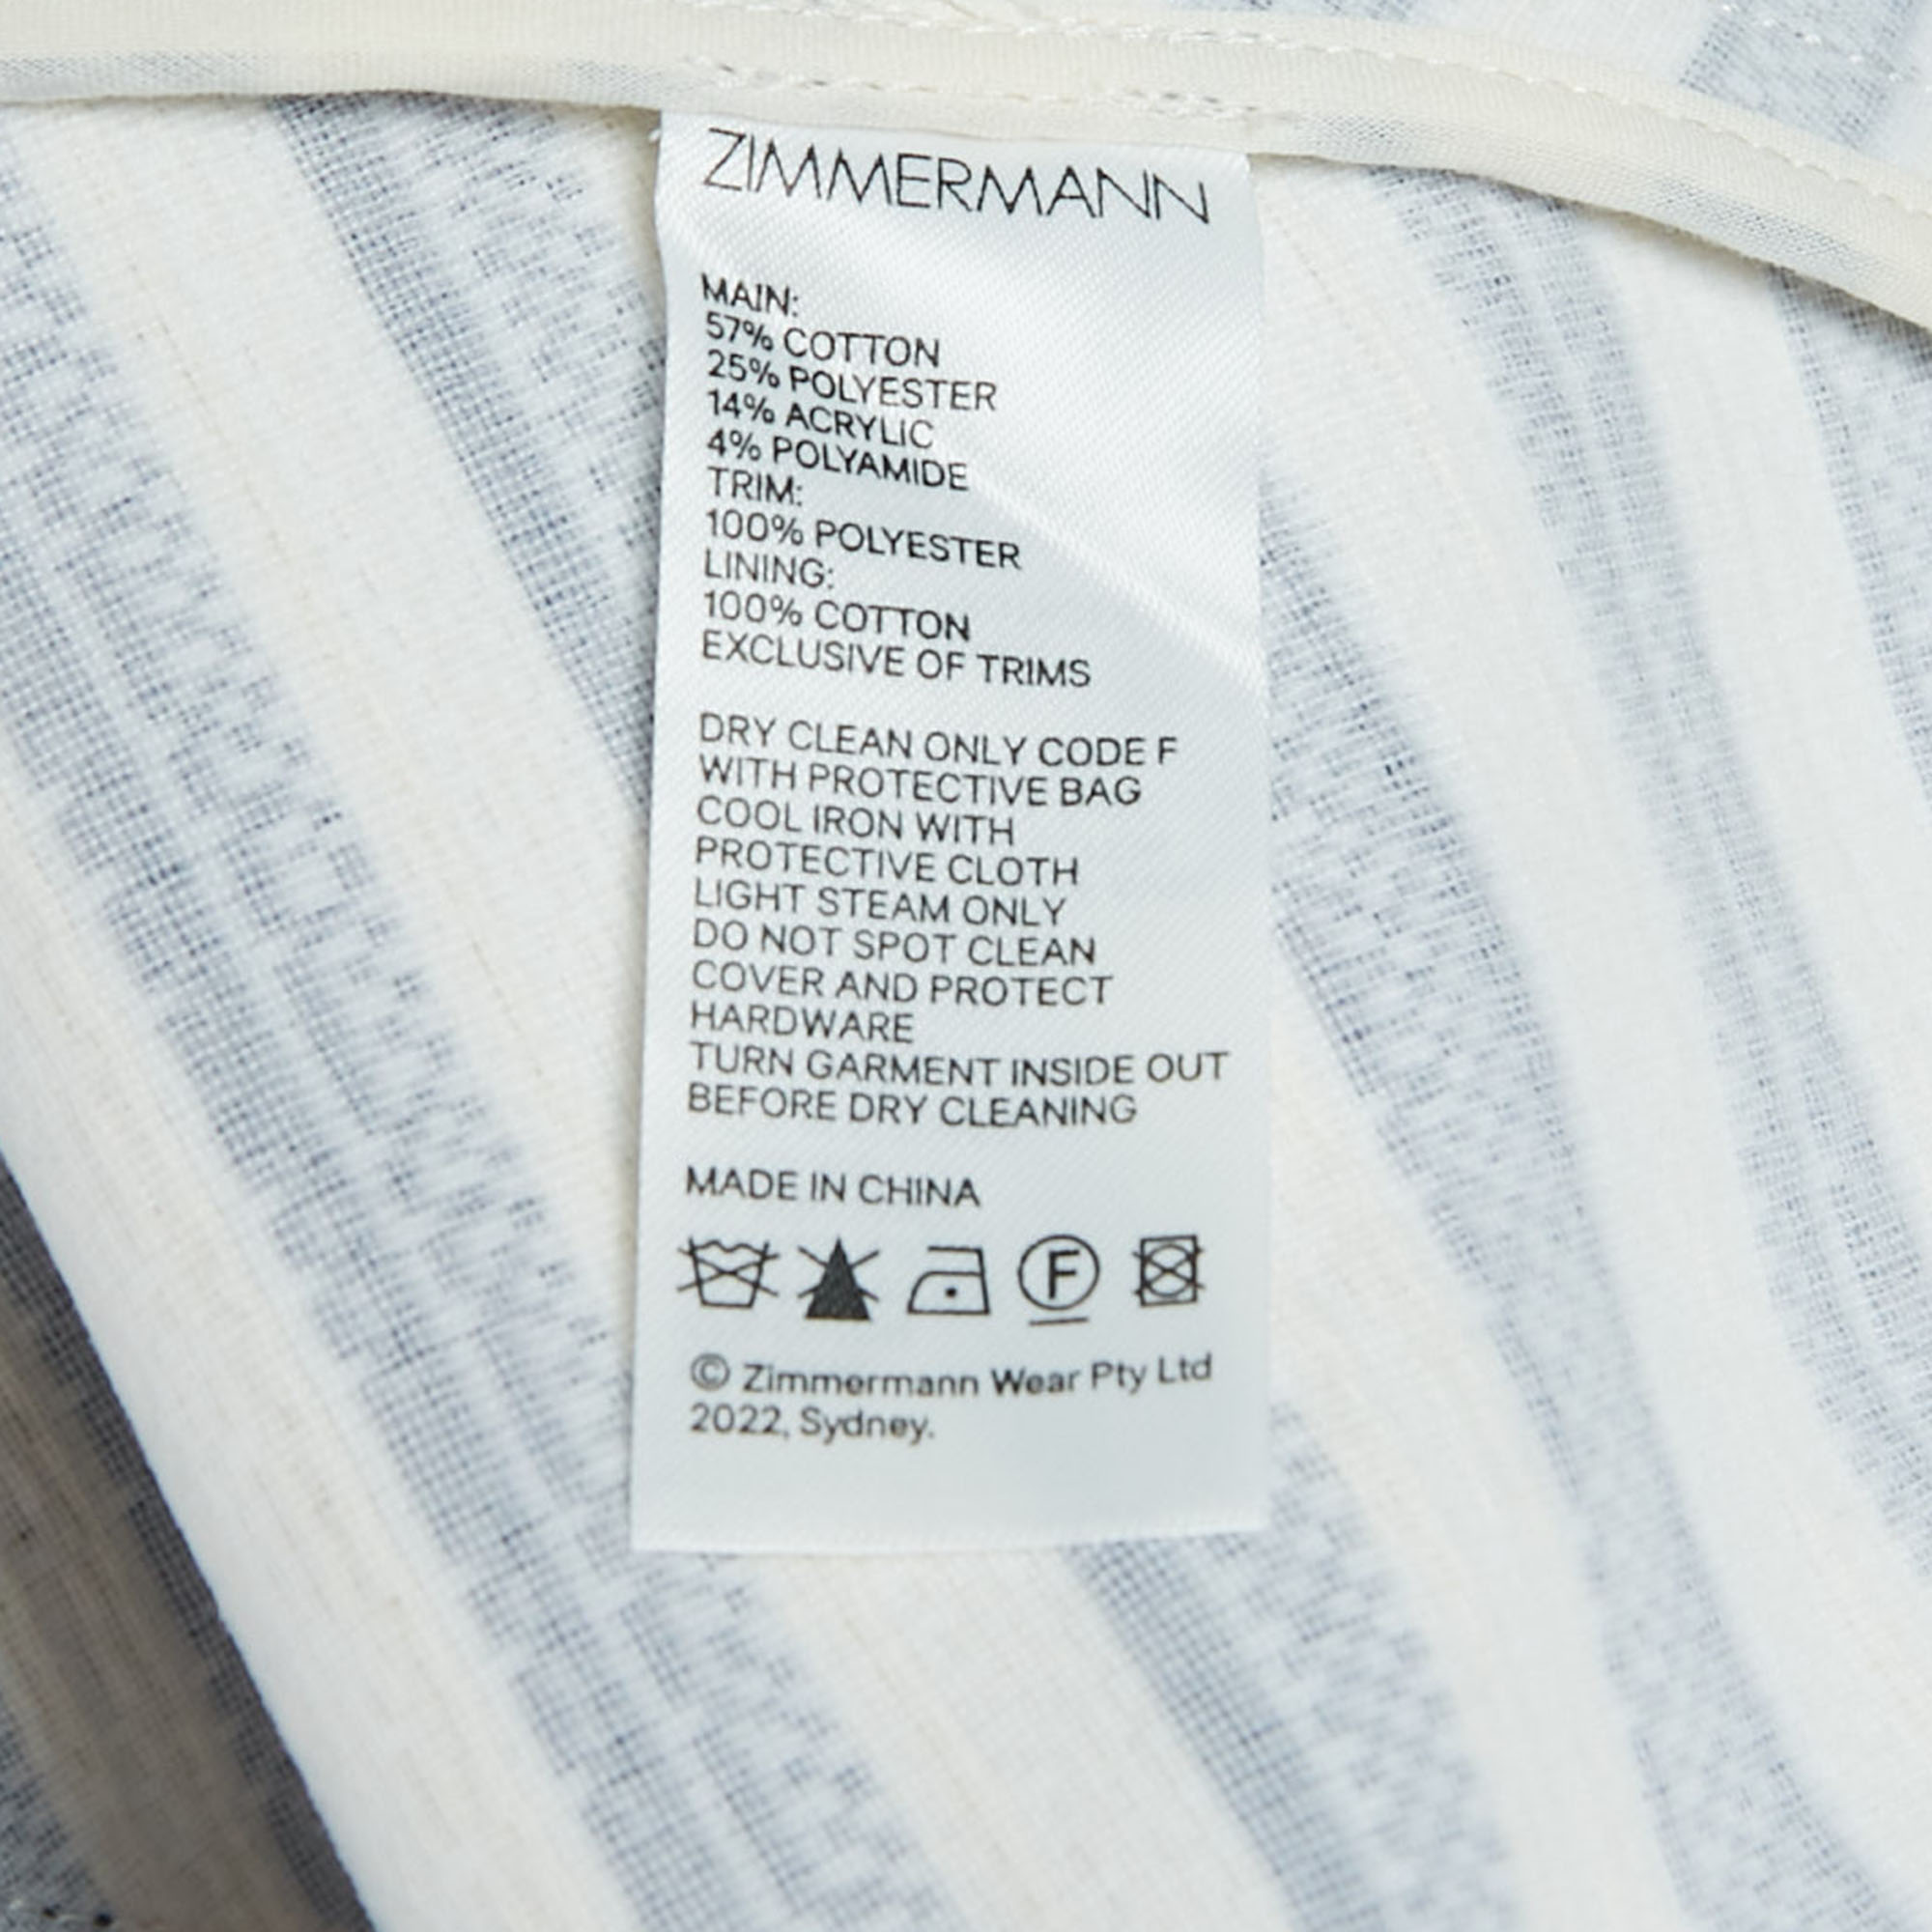 ZIMMERMANN
MAIN:
57% COTTON
25% POLYESTER
14% ACRYLIC
4% POLYAMIDE
TRIM:
100% POLYESTER
LINING:
100% COTTON
EXCLUSIVE OF TRIMS
DRY CLEAN ONLY CODE F
WITH PROTECTIVE BAG
COOL IRON WITH
PROTECTIVE CLOTH
LIGHT STEAM ONLY
DO NOT SPOT CLEAN
COVER AND PROTECT
HARDWARE
TURN GARMENT INSIDE OUT
BEFORE DRY CLEANING
MADE IN CHINA
F
© Zimmermann Wear Pty Ltd
2022, Sydney.